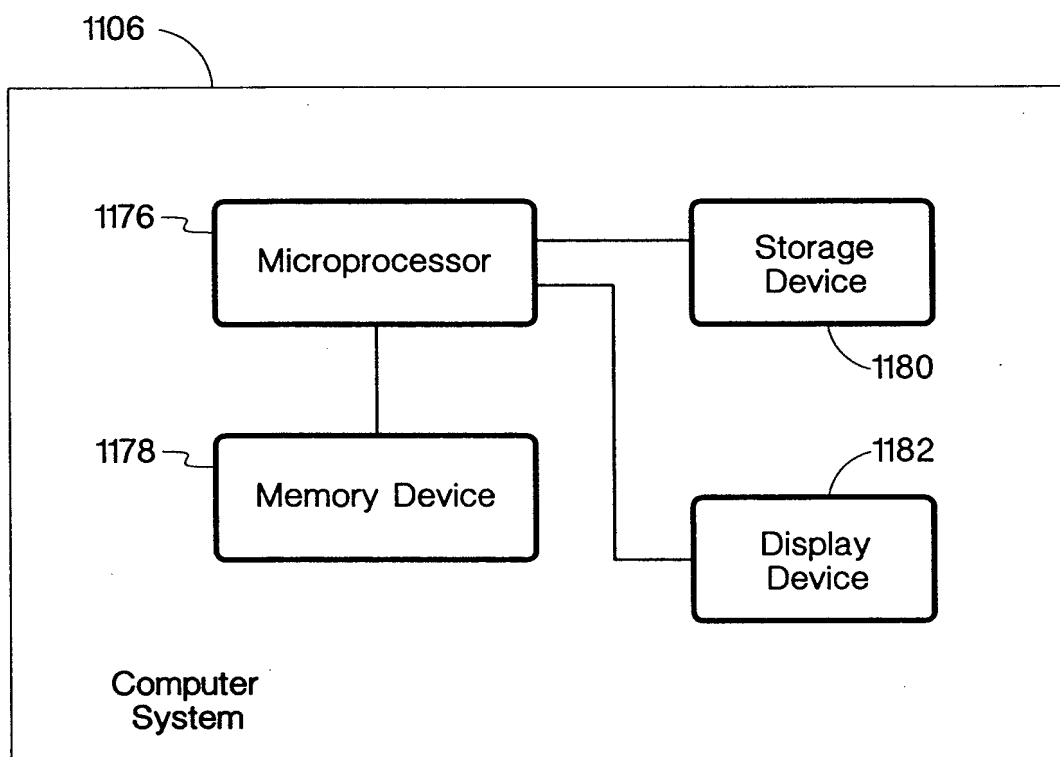 1106
1176
Microprocessor
Storage
Device
1180
1178
Memory Device
1182
Display
Device
Computer
System